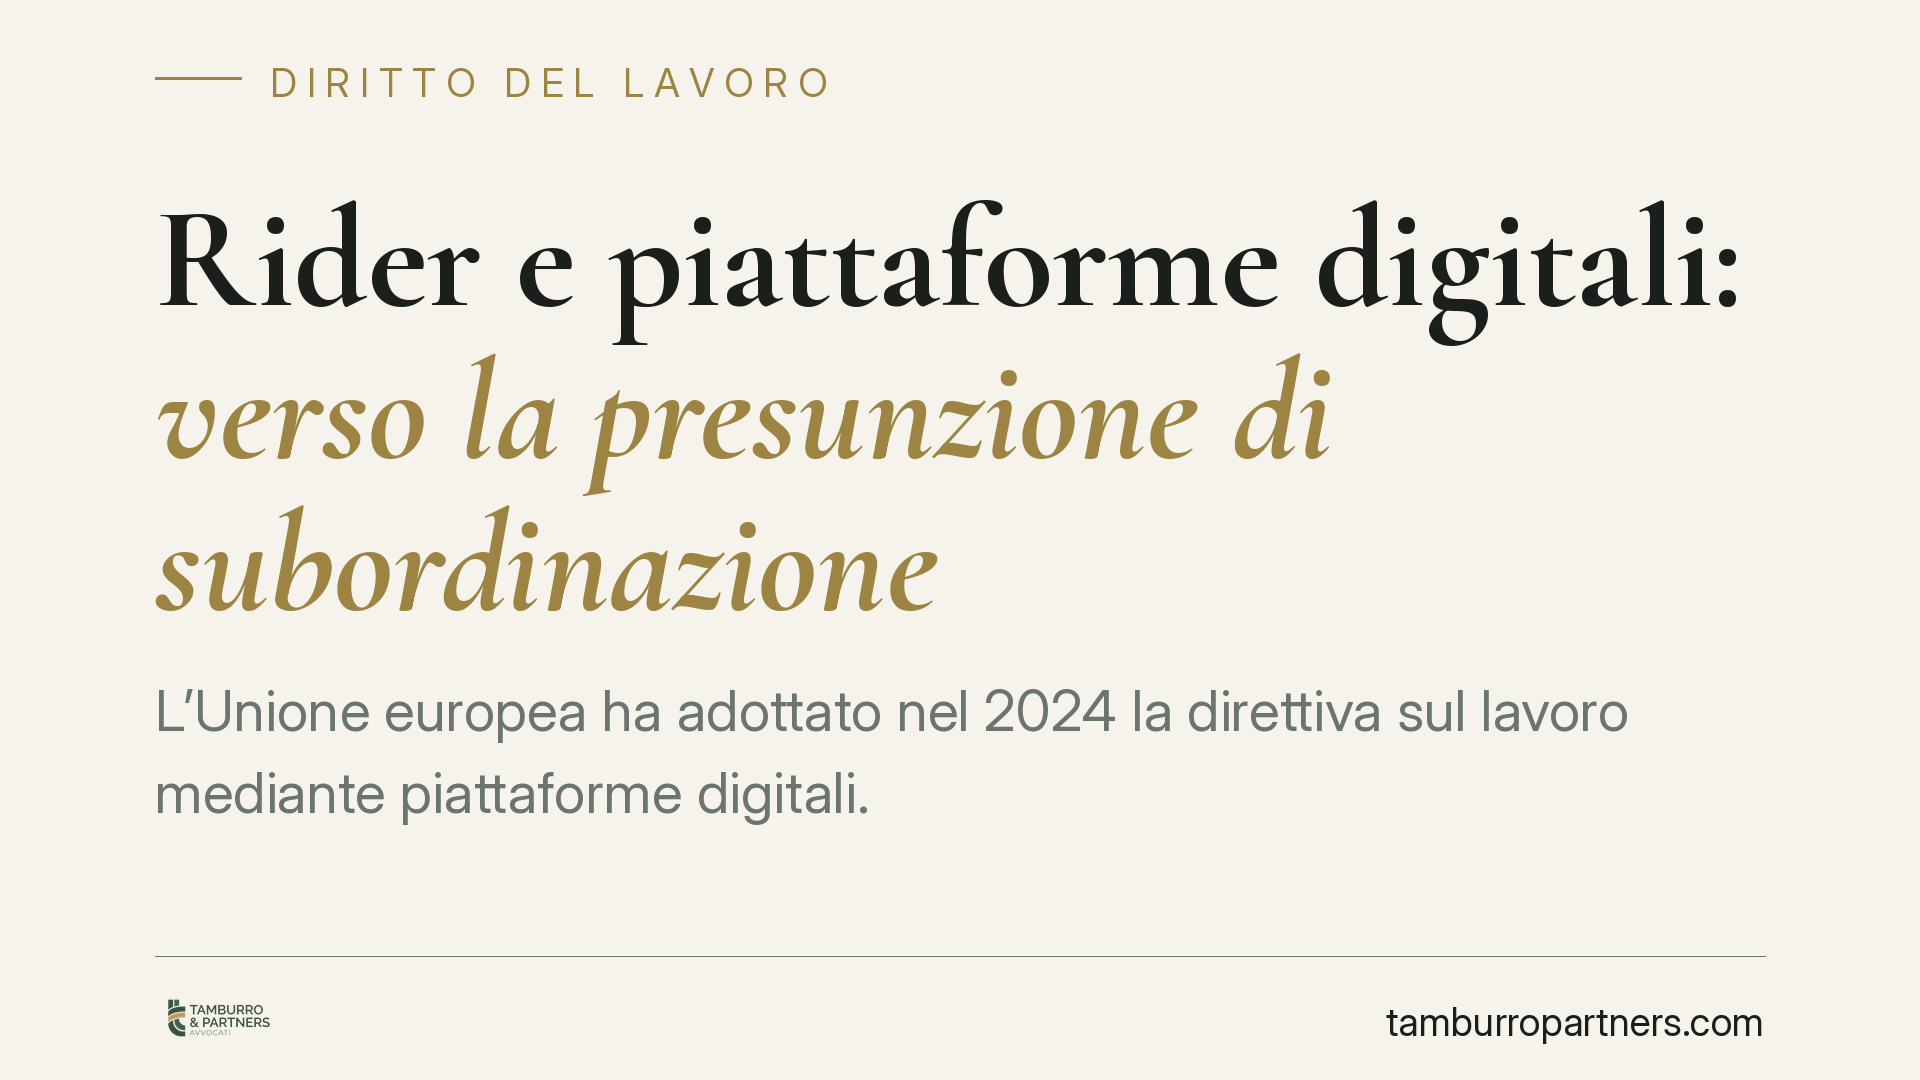 DIRITTO DEL LAVORO
Rider e piattaforme digitali:
verso la presunzione di
subordinazione
L’Unione europea ha adottato nel 2024 la direttiva sul lavoro
mediante piattaforme digitali.
TAMBURRO
& PARTNERS
AVVOCATI
tamburropartners.com